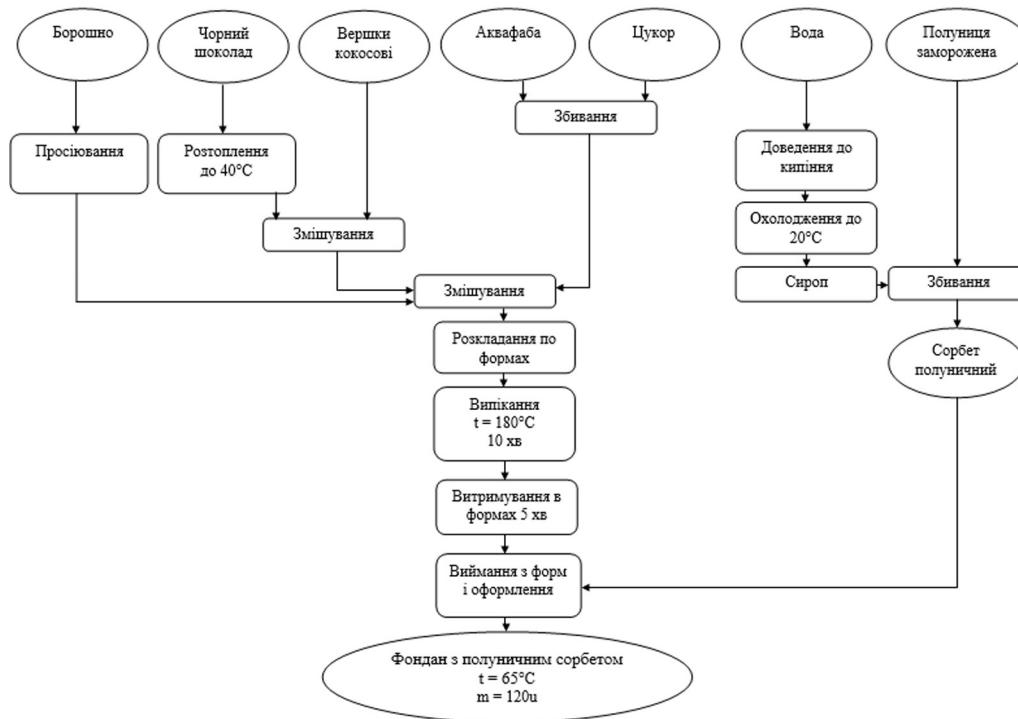 Борошно
Чорний
шоколад
Вершки
кокосові
Аквафаба
Цукор
Вода
Полуниця
заморожена
Збивання
Просіювання
Розтоплення
до 40°С
Доведення до
кипіння
Змішування
Охолодження до
20°С
Змішування
Сироп
Збивання
Розкладання по
формах
Сорбет
полуничний
Випікання
t = 180°С
10 хв
Витримування в
формах 5 хв
Виймання з форм
і оформлення
Фондан з полуничним сорбетом
t = 65°С
m = 120u